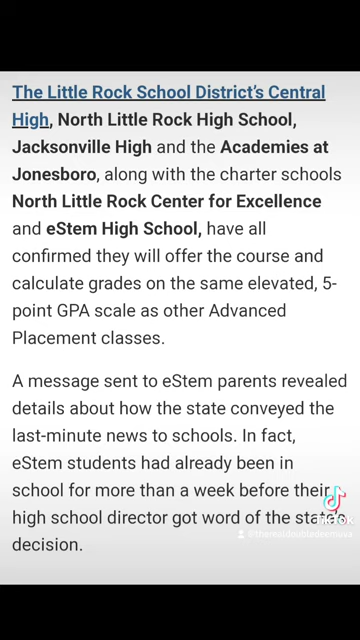 The Little Rock School District's Central
High, North Little Rock High School,
Jacksonville High and the Academies at
Jonesboro, along with the charter schools
North Little Rock Center for Excellence
and eStem High School, have all
confirmed they will offer the course and
calculate grades on the same elevated, 5-
point GPA scale as other Advanced
Placement classes.
A message sent to eStem parents revealed
details about how the state conveyed the
last-minute news to schools. In fact,
eStem students had already been in
school for more than a week before their
high school director got word of the state's
decision.
TikTok